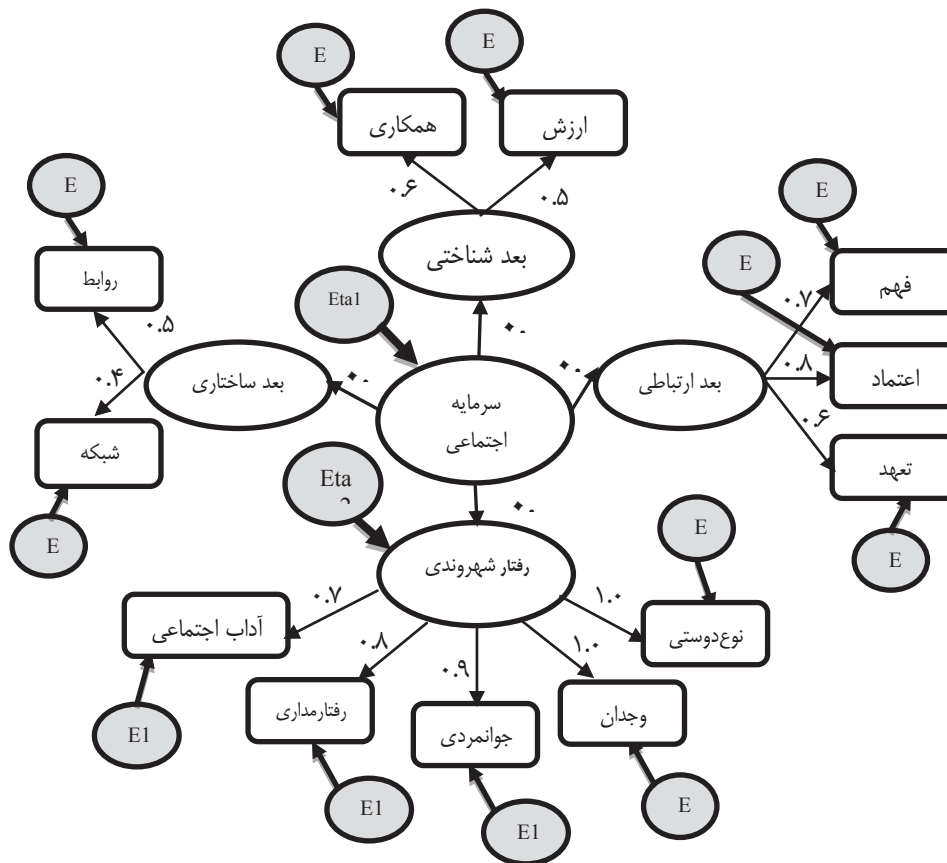 E
E
همکاری
ارزش
۰.۶
۰.۵
E
E
بعد شناختی
E
روابط
فهم
Eta1
۰.۷
۰.۵
۰.
۰.
۰.
اعتماد
۰.۸
بعد ساختاری
بعد ارتباطی
۰.۴
سرمایه
اجتماعی
۰.۶
شبکه
تعهد
Eta
۰.
E
E
E
رفتار شهروندی
۰.۷
۱.۰
آداب اجتماعی
نوع‌دوستی
۰.۸
۰.۹
۱.۰
رفتارمداری
وجدان
جوانمردی
E1
E1
E1
E